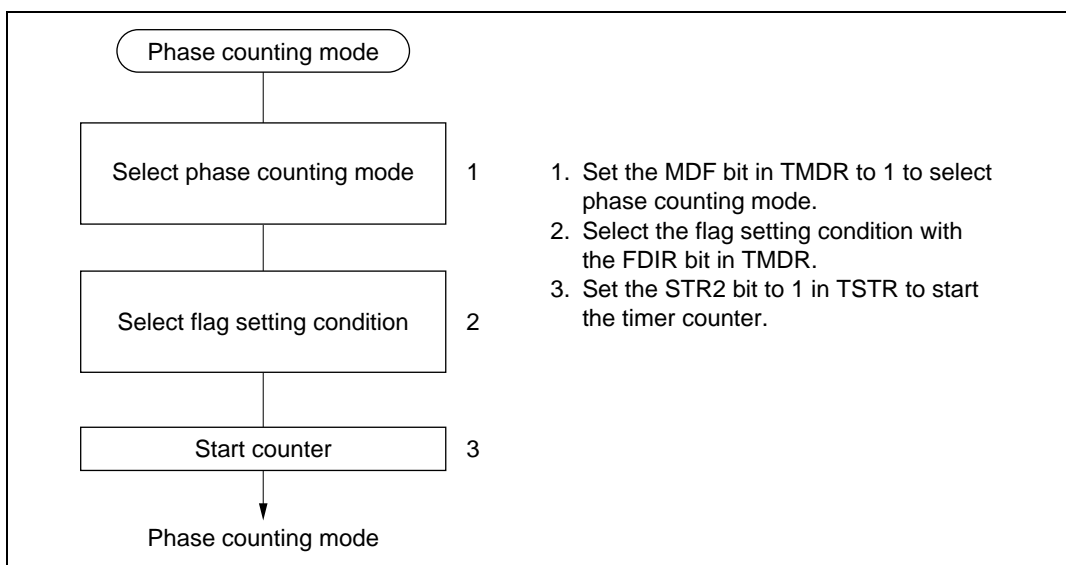 Phase counting mode
Select phase counting mode 1
Select flag setting condition 2
Start counter 3
Phase counting mode
1. Set the MDF bit in TMDR to 1 to select
phase counting mode.
2. Select the flag setting condition with
the FDIR bit in TMDR.
3. Set the STR2 bit to 1 in TSTR to start
the timer counter.